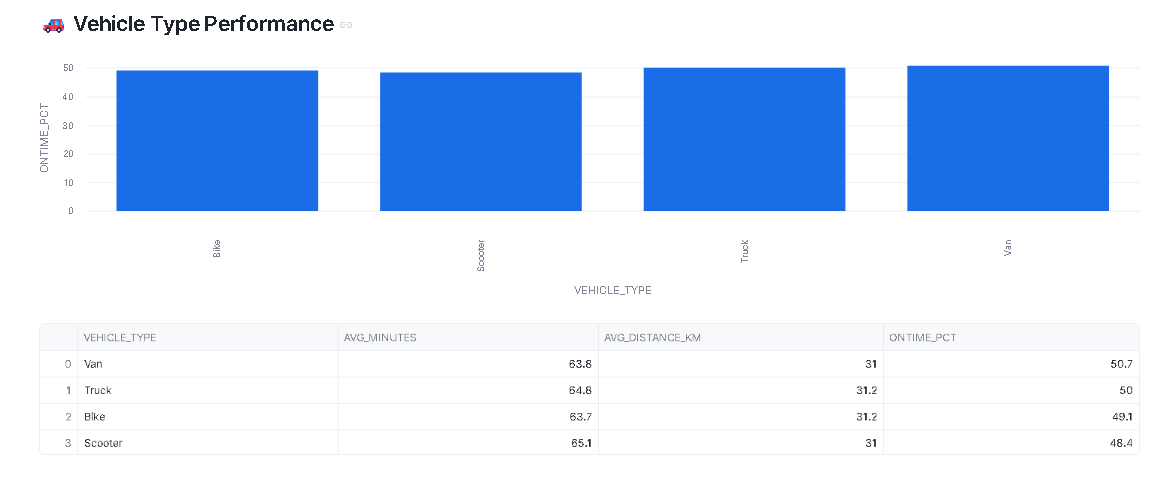 Vehicle Type Performance
ONTIME_PCT
50
40
30
20
10
0
Bike
Scooter
Truck
Van
VEHICLE_TYPE
VEHICLE_TYPE AVG_MINUTES AVG_DISTANCE_KM ONTIME_PCT
0 Van 63.8 31 50.7
1 Truck 64.8 31.2 50
2 Bike 63.7 31.2 49.1
3 Scooter 65.1 31 48.4